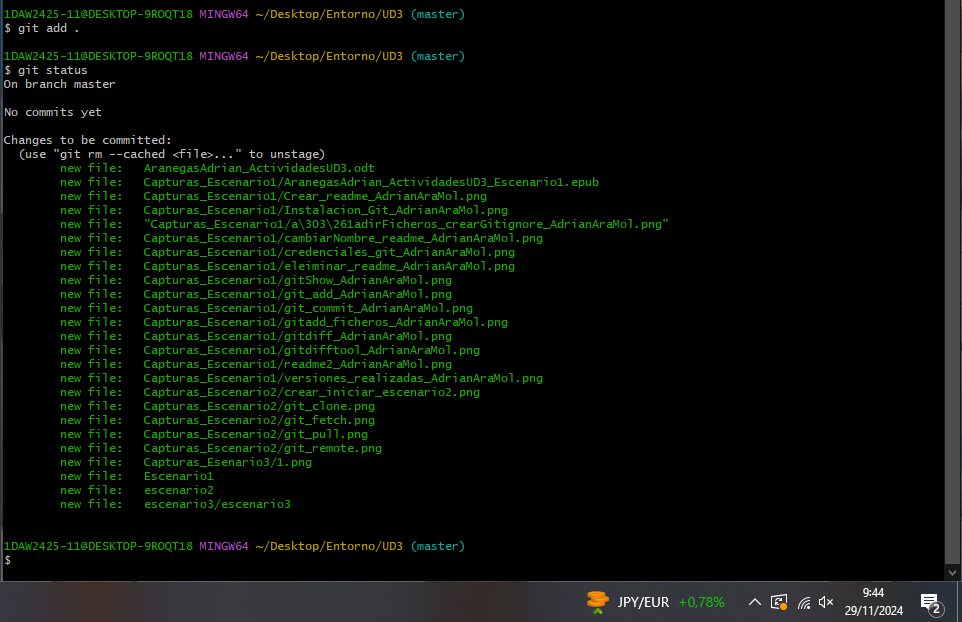 1DAW2425-11@DESKTOP-9ROQT18 MINGW64 ~/Desktop/Entorno/UD3 (master)
$ git add .
1DAW2425-11@DESKTOP-9ROQT18 MINGW64 ~/Desktop/Entorno/UD3 (master)
$ git status
On branch master
No commits yet
Changes to be committed:
(use "git rm --cached <file>..." to unstage)
new file: AranegasAdrian_ActividadesUD3.odt
new file: Capturas_Escenario1/AranegasAdrian_ActividadesUD3_Escenario1.epub
new file: Capturas_Escenario1/Crear_readme_AdrianAraMol.png
new file: Capturas_Escenario1/Instalacion_Git_AdrianAraMol.png
new file: "Capturas_Escenario1/a\303\261adirFicheros_crearGitignore_AdrianAraMol.png"
new file: Capturas_Escenario1/cambiarNombre_readme_AdrianAraMol.png
new file: Capturas_Escenario1/credenciales_git_AdrianAraMol.png
new file: Capturas_Escenario1/eleiminar_readme_AdrianAraMol.png
new file: Capturas_Escenario1/gitShow_AdrianAraMol.png
new file: Capturas_Escenario1/git_add_AdrianAraMol.png
new file: Capturas_Escenario1/git_commit_AdrianAraMol.png
new file: Capturas_Escenario1/gitadd_ficheros_AdrianAraMol.png
new file: Capturas_Escenario1/gitdiff_AdrianAraMol.png
new file: Capturas_Escenario1/gitdifftool_AdrianAraMol.png
new file: Capturas_Escenario1/readme2_AdrianAraMol.png
new file: Capturas_Escenario1/versiones_realizadas_AdrianAraMol.png
new file: Capturas_Escenario2/crear_iniciar_escenario2.png
new file: Capturas_Escenario2/git_clone.png
new file: Capturas_Escenario2/git_fetch.png
new file: Capturas_Escenario2/git_pull.png
new file: Capturas_Escenario2/git_remote.png
new file: Capturas_Esenario3/1.png
new file: Escenario1
new file: escenario2
new file: escenario3/escenario3
1DAW2425-11@DESKTOP-9ROQT18 MINGW64 ~/Desktop/Entorno/UD3 (master)
$
JPY/EUR +0,78%
9:44
29/11/2024
2